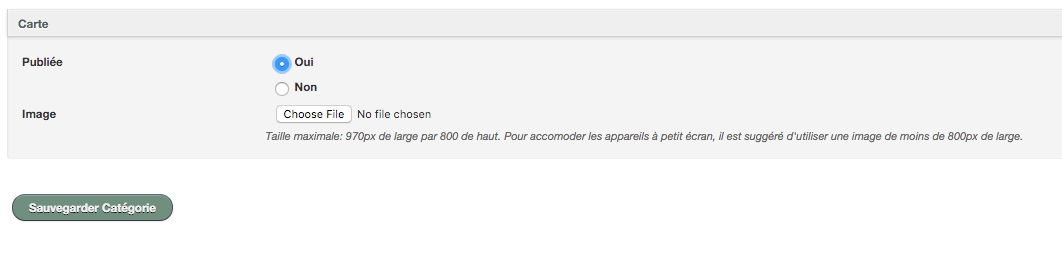 Carte
Publiée
Oui
Non
Image
Choose File No file chosen
Taille maximale: 970px de large par 800 de haut. Pour accomoder les appareils à petit écran, il est suggéré d'utiliser une image de moins de 800px de large.
Sauvegarder Catégorie